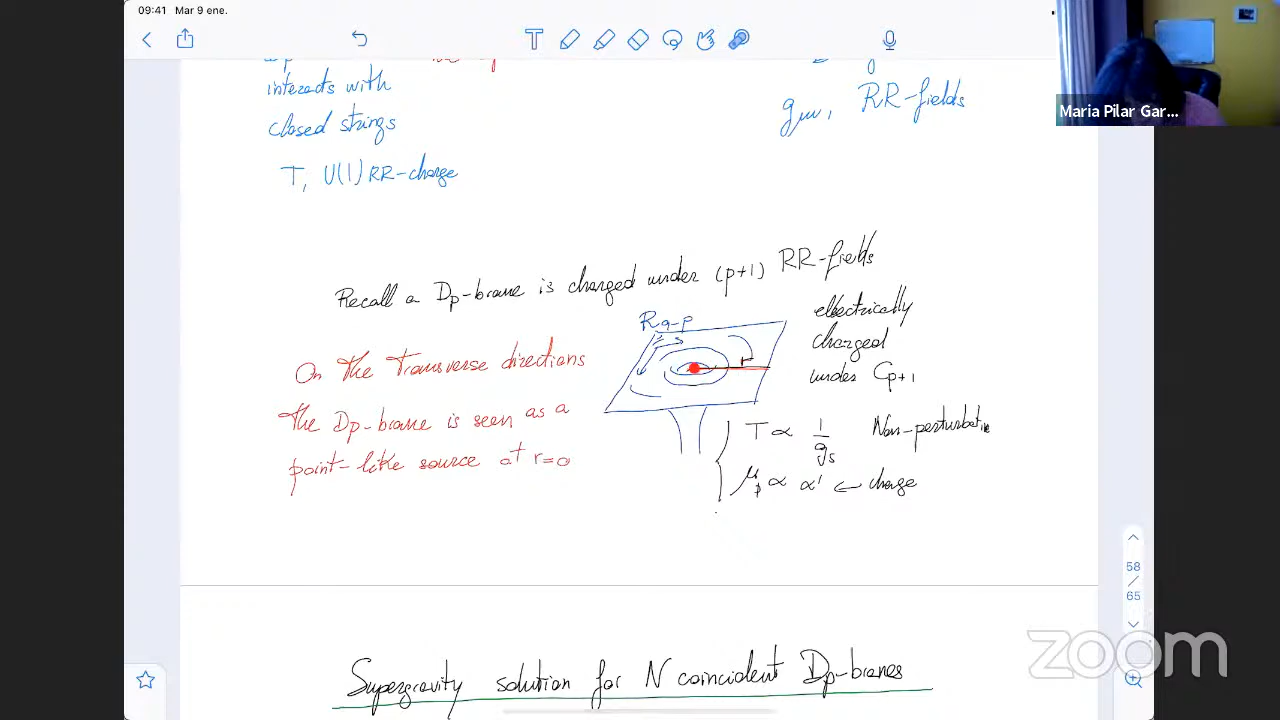 09:41 Mar 9 ene.
interacts with
closed strings
T, U(1) RR-charge
gμν, RR-fields
Maria Pilar Gar...
Recall a Dp-brane is charged under (p+1) RR-fields
R9-p
electrically
charged
under Cp+1
On the transverse directions
the Dp-brane is seen as a
point-like source at r=0
r
T ∝ 1/gs Non-perturbative
μp ∝ α' ← charge
58
/
65
Supergravity solution for N coincident Dp-branes
zoom